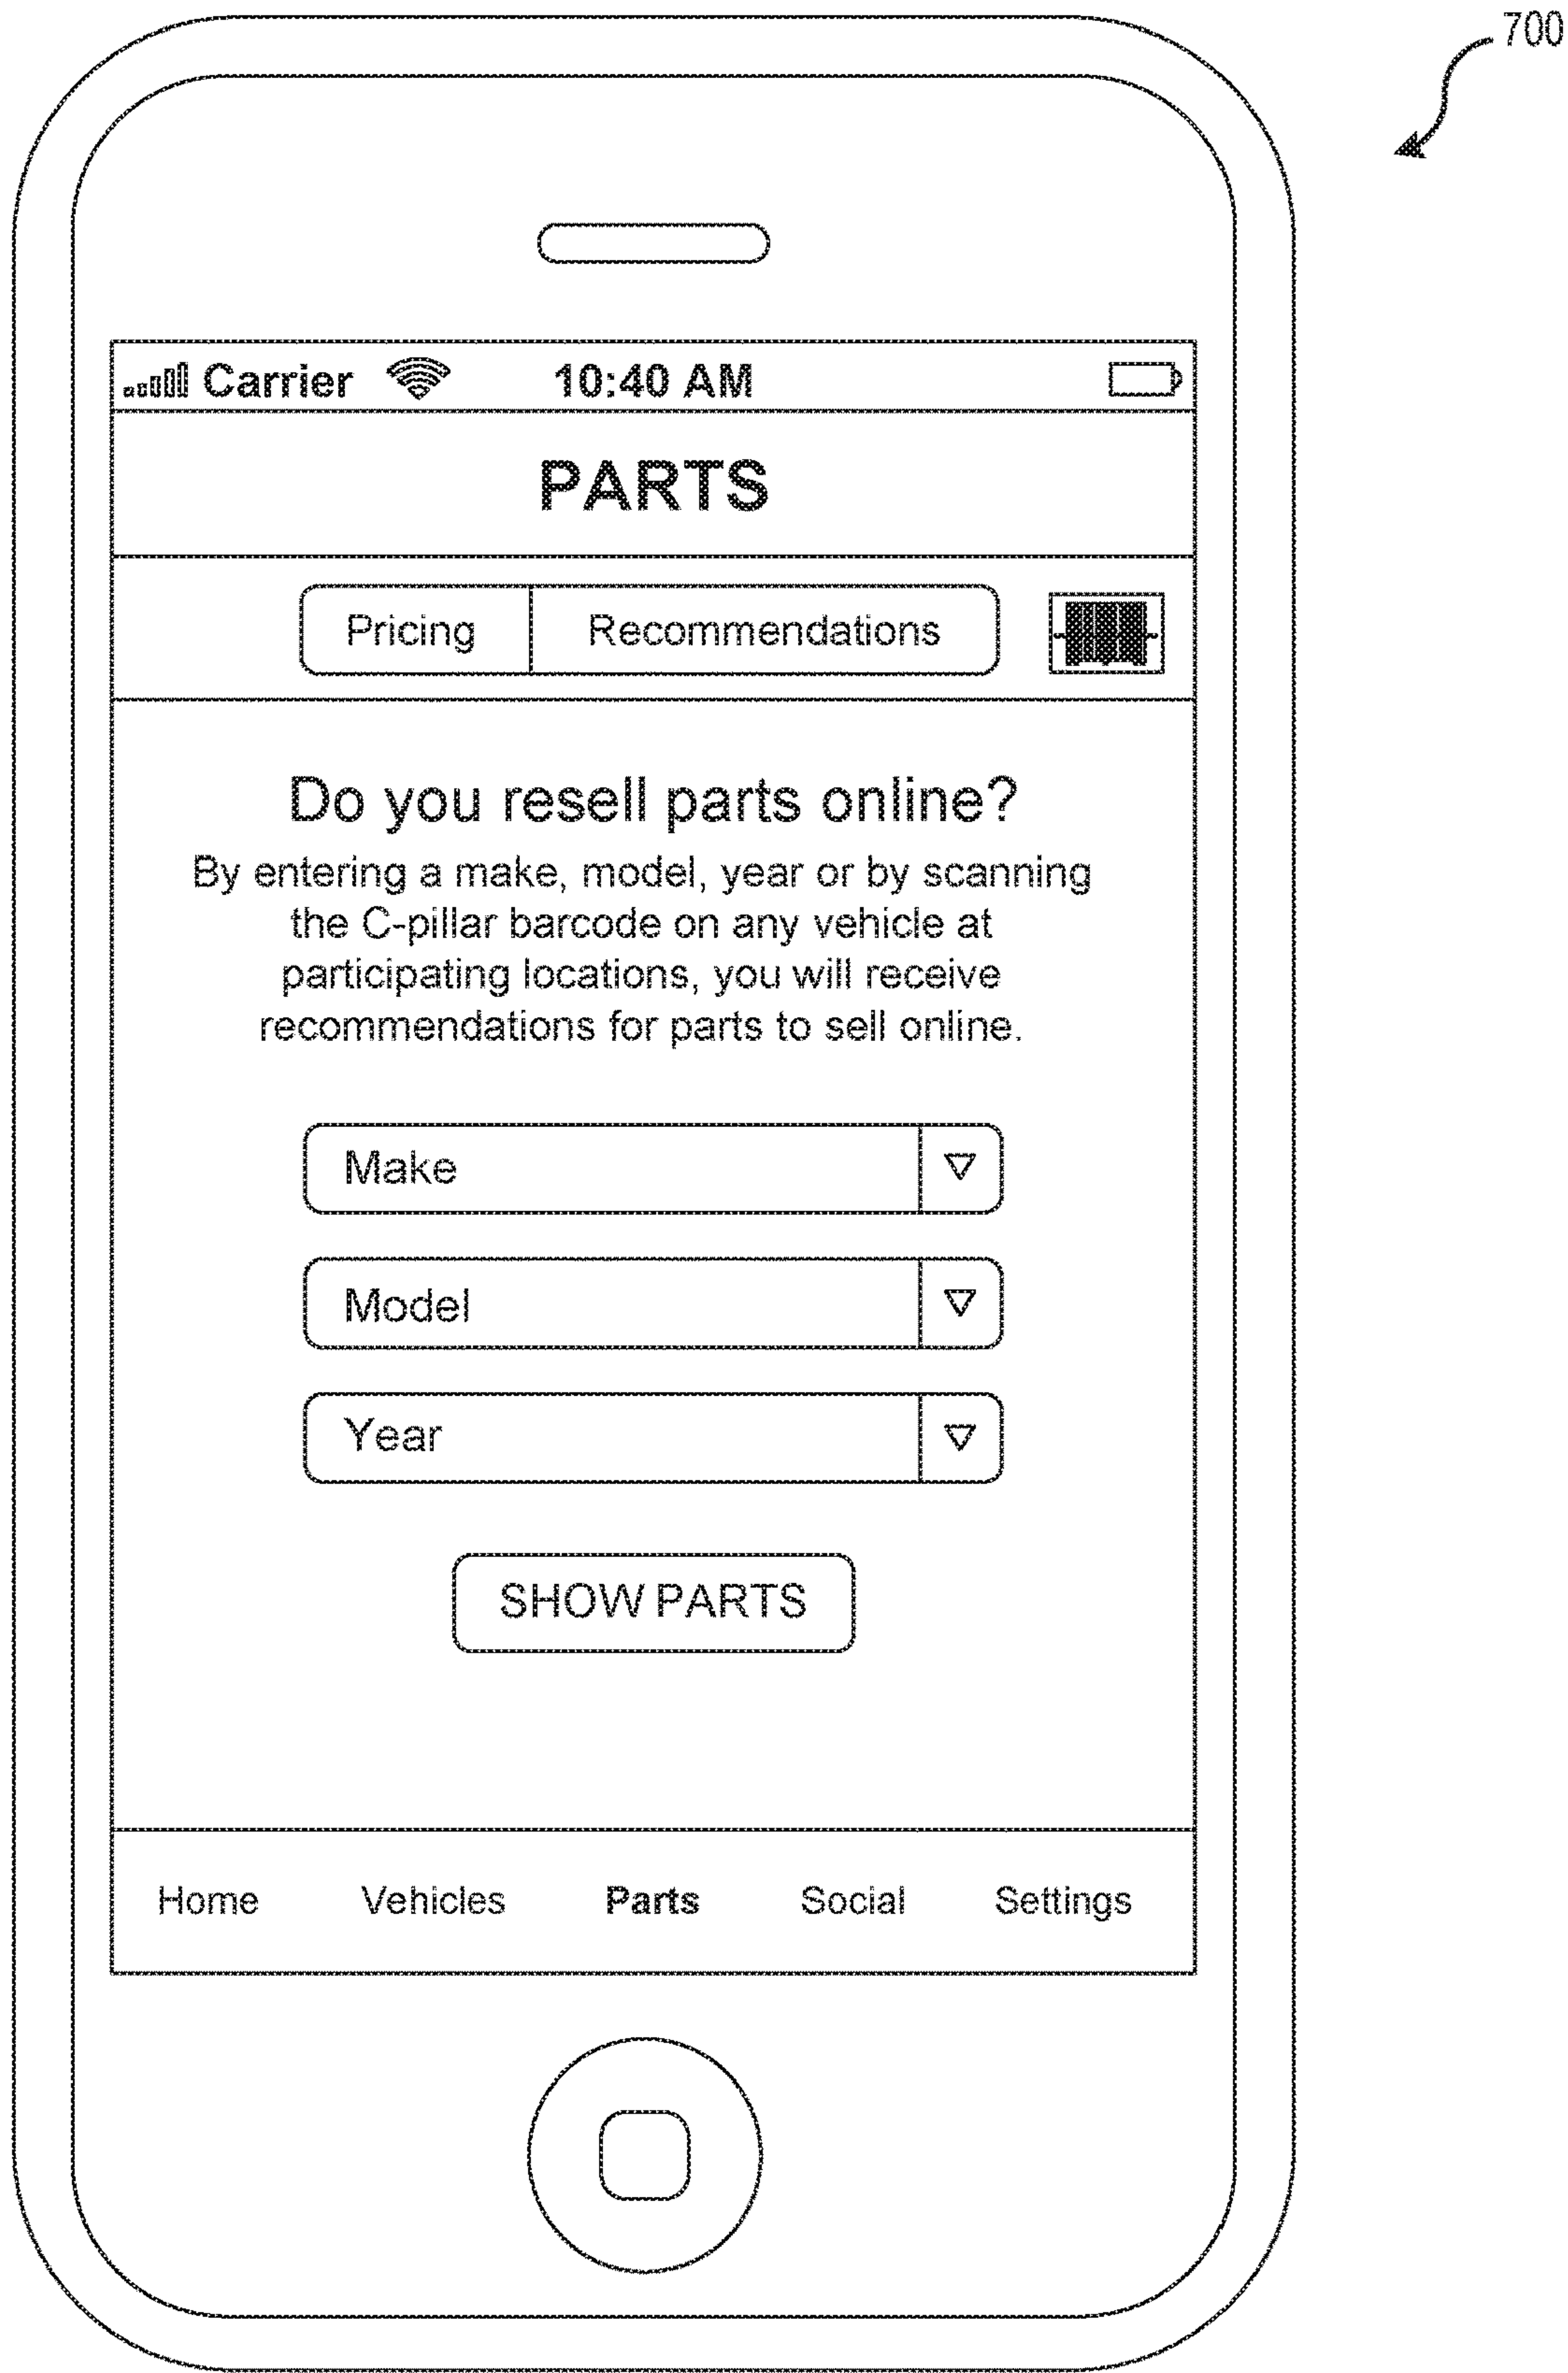 700
Carrier 10:40 AM
PARTS
Pricing Recommendations
Do you resell parts online?
By entering a make, model, year or by scanning
the C-pillar barcode on any vehicle at
participating locations, you will receive
recommendations for parts to sell online.
Make
Model
Year
SHOW PARTS
Home Vehicles Parts Social Settings